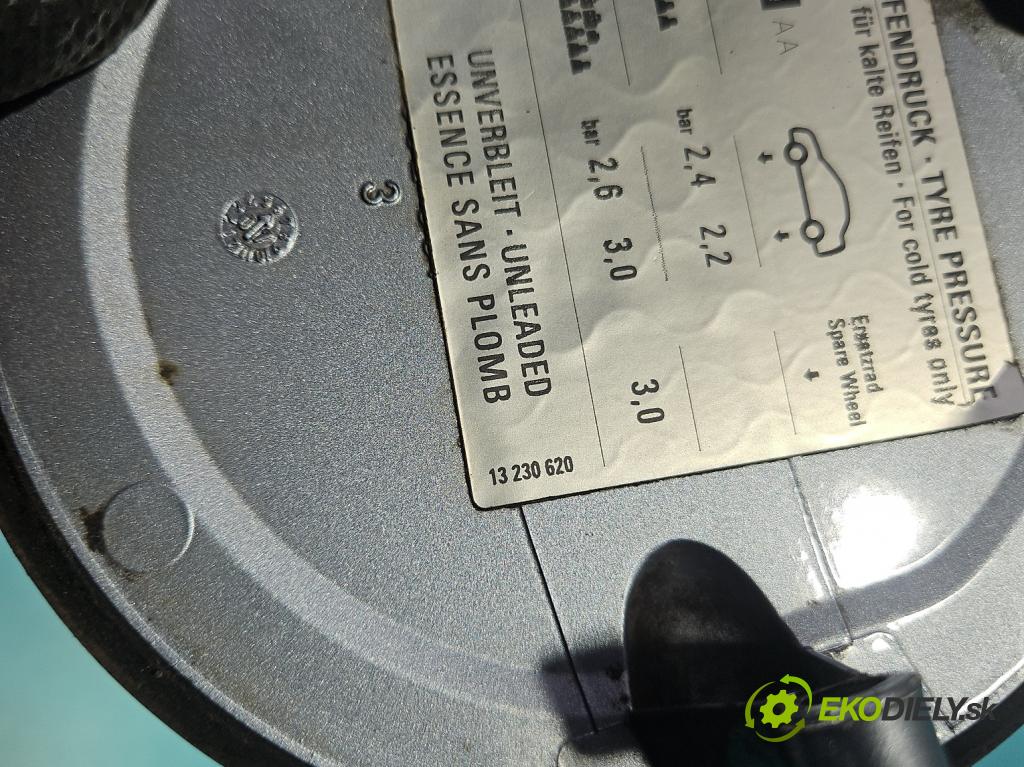 FENDRUCK · TYRE PRESSURE
für kalte Reifen · For cold tyres only
AA
Ersatzrad
Spare Wheel
bar 2,4 2,2
bar 2,6 3,0 3,0
UNVERBLEIT · UNLEADED
ESSENCE SANS PLOMB
13 230 620
3
EKODIELY.sk